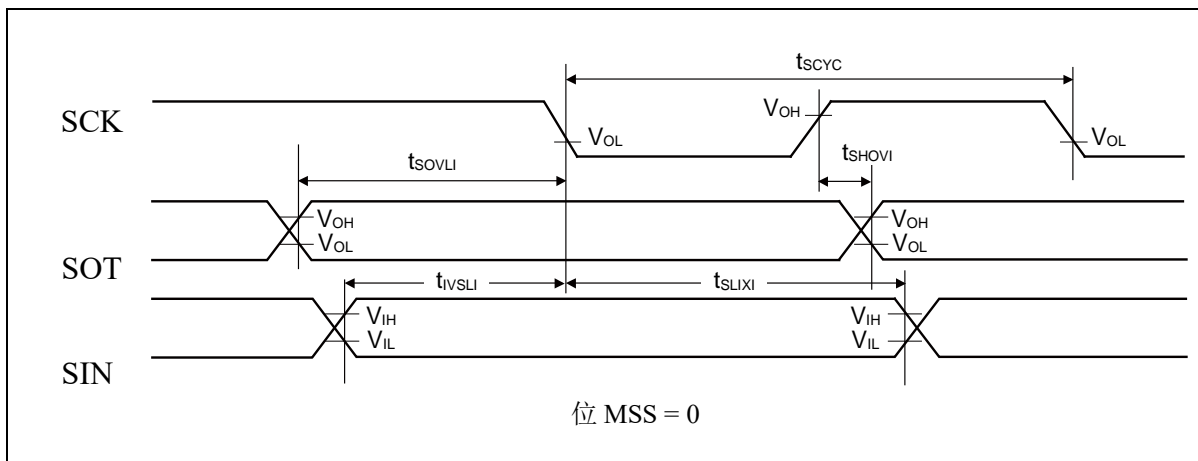 tSCYC
SCK
VOH
VOL
VOL
tSHOVI
tSOVLI
VOH
VOL
VOH
VOL
SOT
tIVSLI
tSLIXI
VIH
VIL
VIH
VIL
SIN
位 MSS = 0